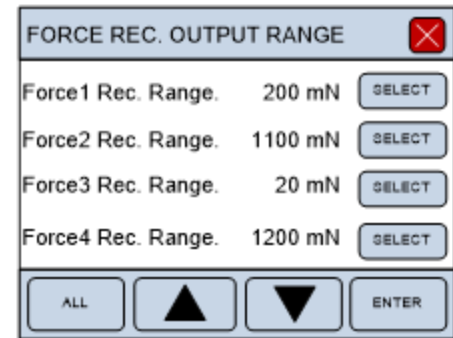 FORCE REC. OUTPUT RANGE
Force1 Rec. Range. 200 mN SELECT
Force2 Rec. Range. 1100 mN SELECT
Force3 Rec. Range. 20 mN SELECT
Force4 Rec. Range. 1200 mN SELECT
ALL ENTER